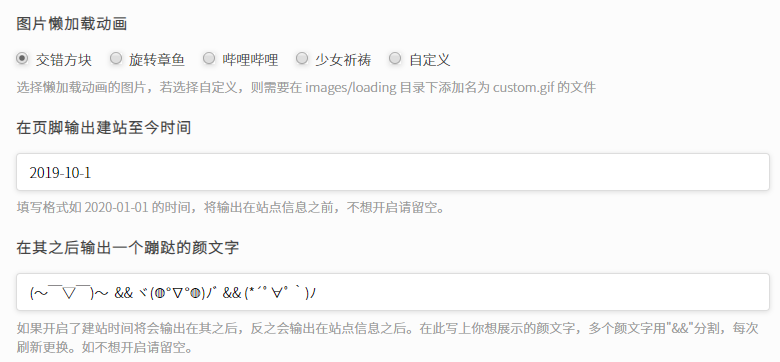 图片懒加载动画
交错方块 旋转章鱼 哔哩哔哩 少女祈祷 自定义
选择懒加载动画的图片，若选择自定义，则需要在 images/loading 目录下添加名为 custom.gif 的文件
在页脚输出建站至今时间
2019-10-1
填写格式如 2020-01-01 的时间，将输出在站点信息之前，不想开启请留空。
在其之后输出一个蹦跶的颜文字
(～￣▽￣)～ &&ヾ(◍°∇°◍)ﾉﾞ&& (*´ﾟ∀ﾟ｀)ﾉ
如果开启了建站时间将会输出在其之后，反之会输出在站点信息之后。在此写上你想展示的颜文字，多个颜文字用"&&"分割，每次
刷新更换。如不想开启请留空。